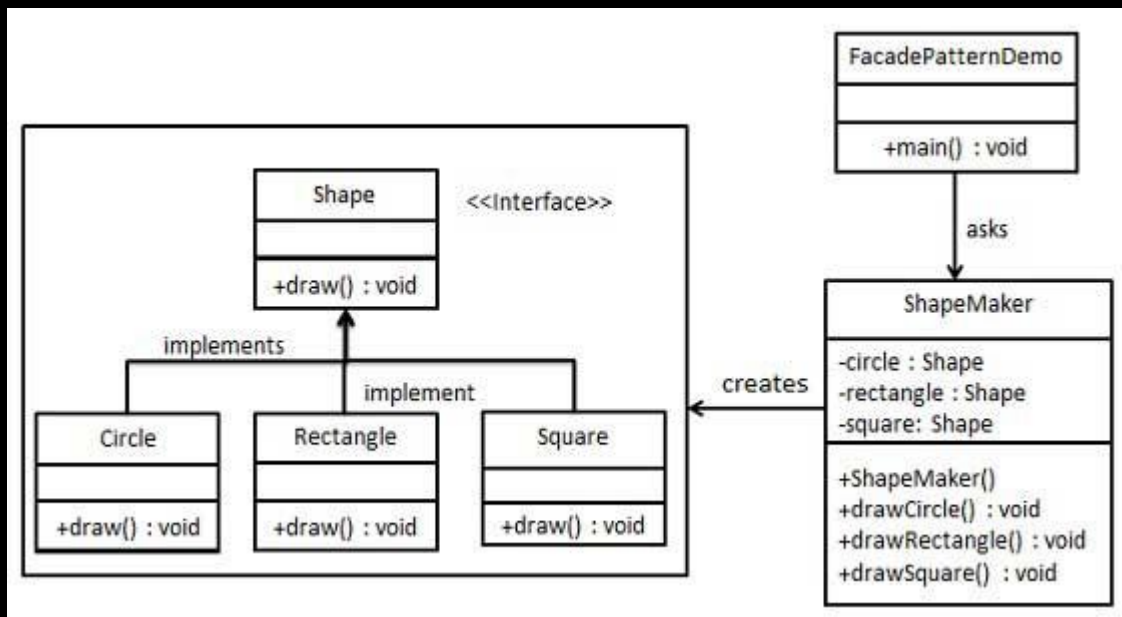 FacadePatternDemo
+main() : void
asks
Shape
<<Interface>>
+draw() : void
implements
implement
Circle
+draw() : void
Rectangle
+draw() : void
Square
+draw() : void
creates
ShapeMaker
-circle : Shape
-rectangle : Shape
-square: Shape
+ShapeMaker()
+drawCircle() : void
+drawRectangle() : void
+drawSquare() : void